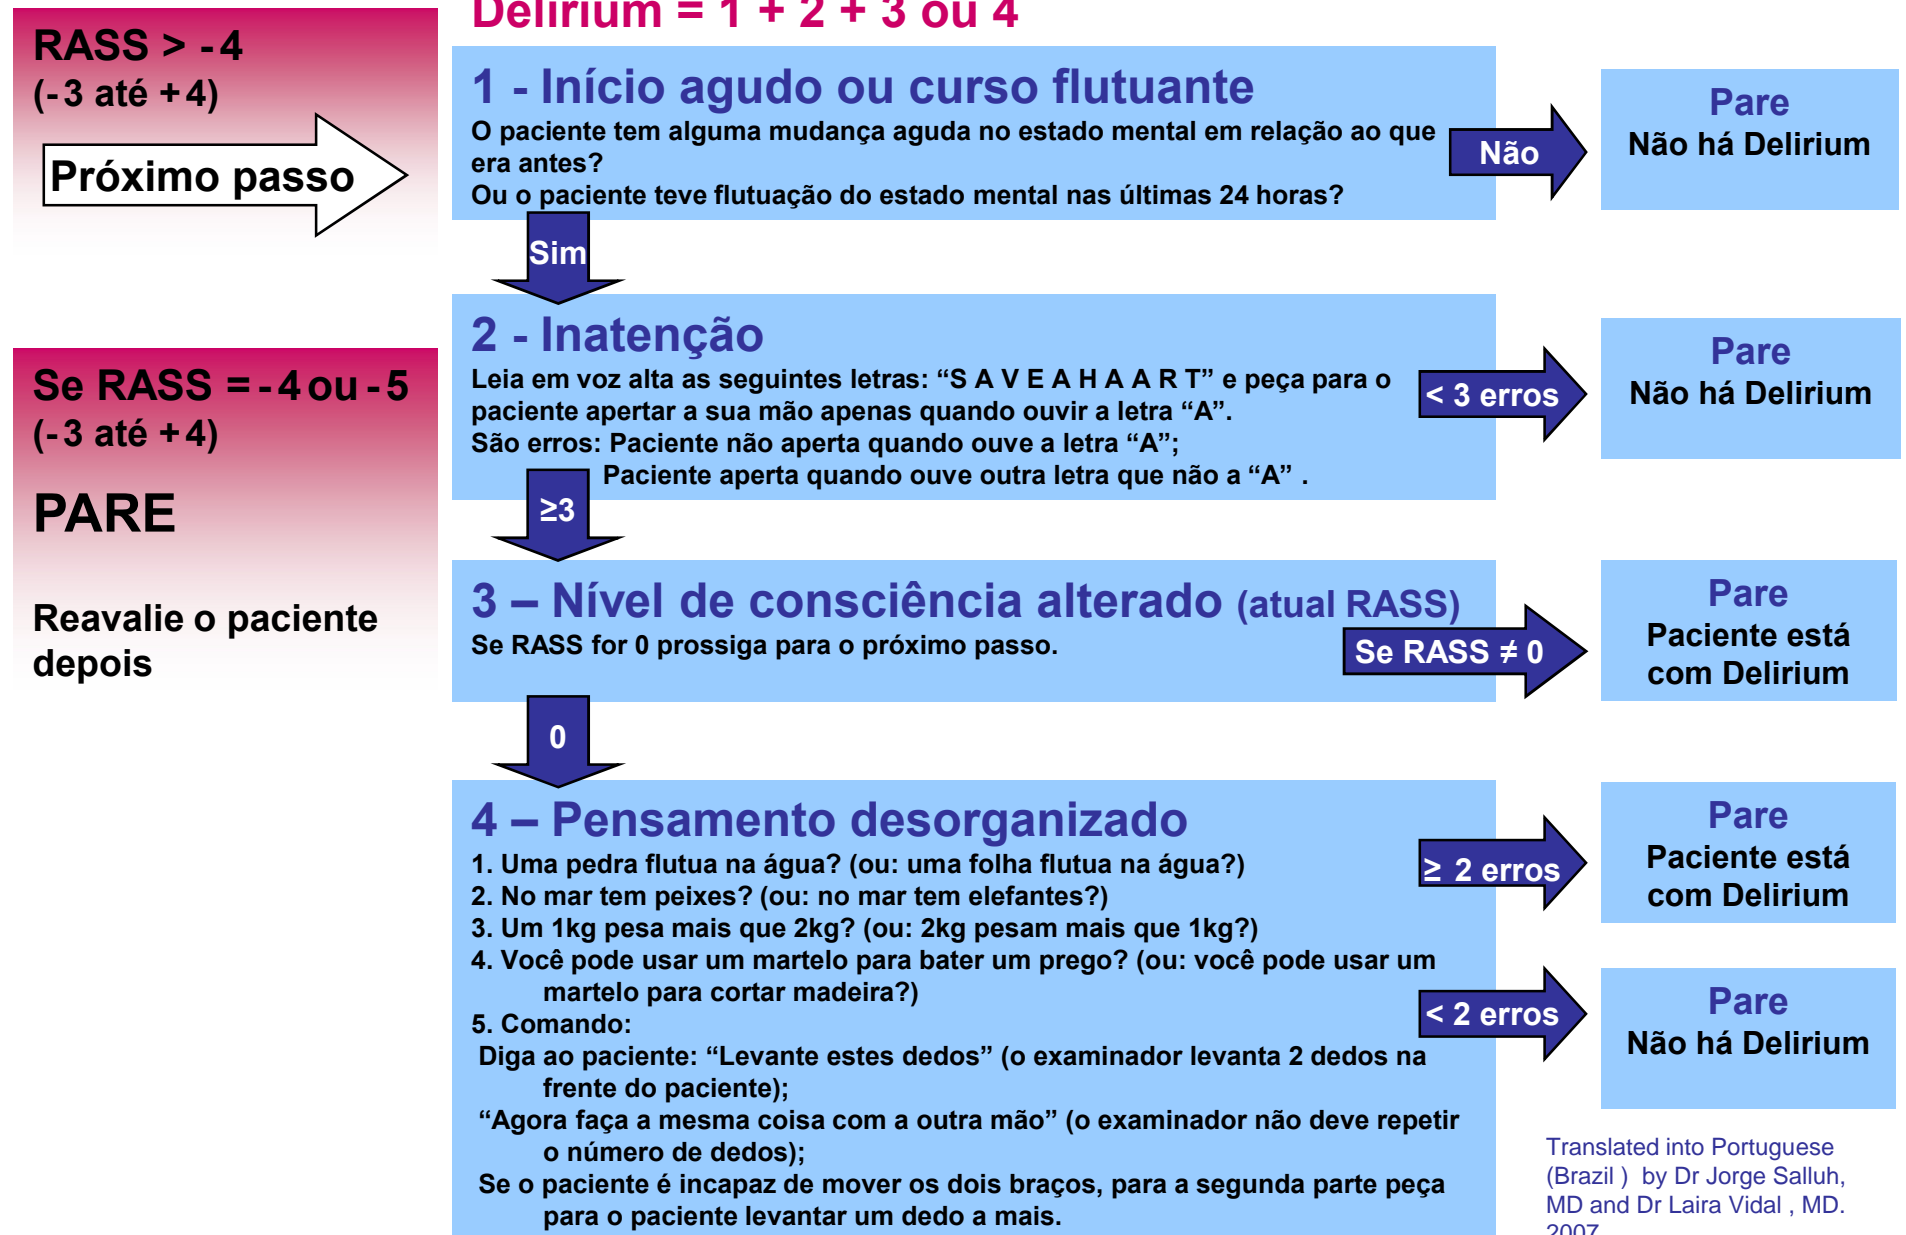 Delirium = 1 + 2 + 3 ou 4
RASS > -4
(-3 até +4)
Próximo passo
1 - Início agudo ou curso flutuante
O paciente tem alguma mudança aguda no estado mental em relação ao que
era antes?
Ou o paciente teve flutuação do estado mental nas últimas 24 horas?
Não
Pare
Não há Delirium
Sim
2 - Inatenção
Leia em voz alta as seguintes letras: “S A V E A H A A R T” e peça para o
paciente apertar a sua mão apenas quando ouvir a letra “A”.
São erros: Paciente não aperta quando ouve a letra “A”;
Paciente aperta quando ouve outra letra que não a “A” .
< 3 erros
Pare
Não há Delirium
Se RASS = -4 ou -5
(-3 até +4)
PARE
Reavalie o paciente
depois
≥3
3 – Nível de consciência alterado (atual RASS)
Se RASS for 0 prossiga para o próximo passo.
Se RASS ≠ 0
Pare
Paciente está
com Delirium
0
4 – Pensamento desorganizado
1. Uma pedra flutua na água? (ou: uma folha flutua na água?)
2. No mar tem peixes? (ou: no mar tem elefantes?)
3. Um 1kg pesa mais que 2kg? (ou: 2kg pesam mais que 1kg?)
4. Você pode usar um martelo para bater um prego? (ou: você pode usar um
martelo para cortar madeira?)
5. Comando:
Diga ao paciente: “Levante estes dedos” (o examinador levanta 2 dedos na
frente do paciente);
“Agora faça a mesma coisa com a outra mão” (o examinador não deve repetir
o número de dedos);
Se o paciente é incapaz de mover os dois braços, para a segunda parte peça
para o paciente levantar um dedo a mais.
≥ 2 erros
Pare
Paciente está
com Delirium
< 2 erros
Pare
Não há Delirium
Translated into Portuguese
(Brazil ) by Dr Jorge Salluh,
MD and Dr Laira Vidal , MD.
2007